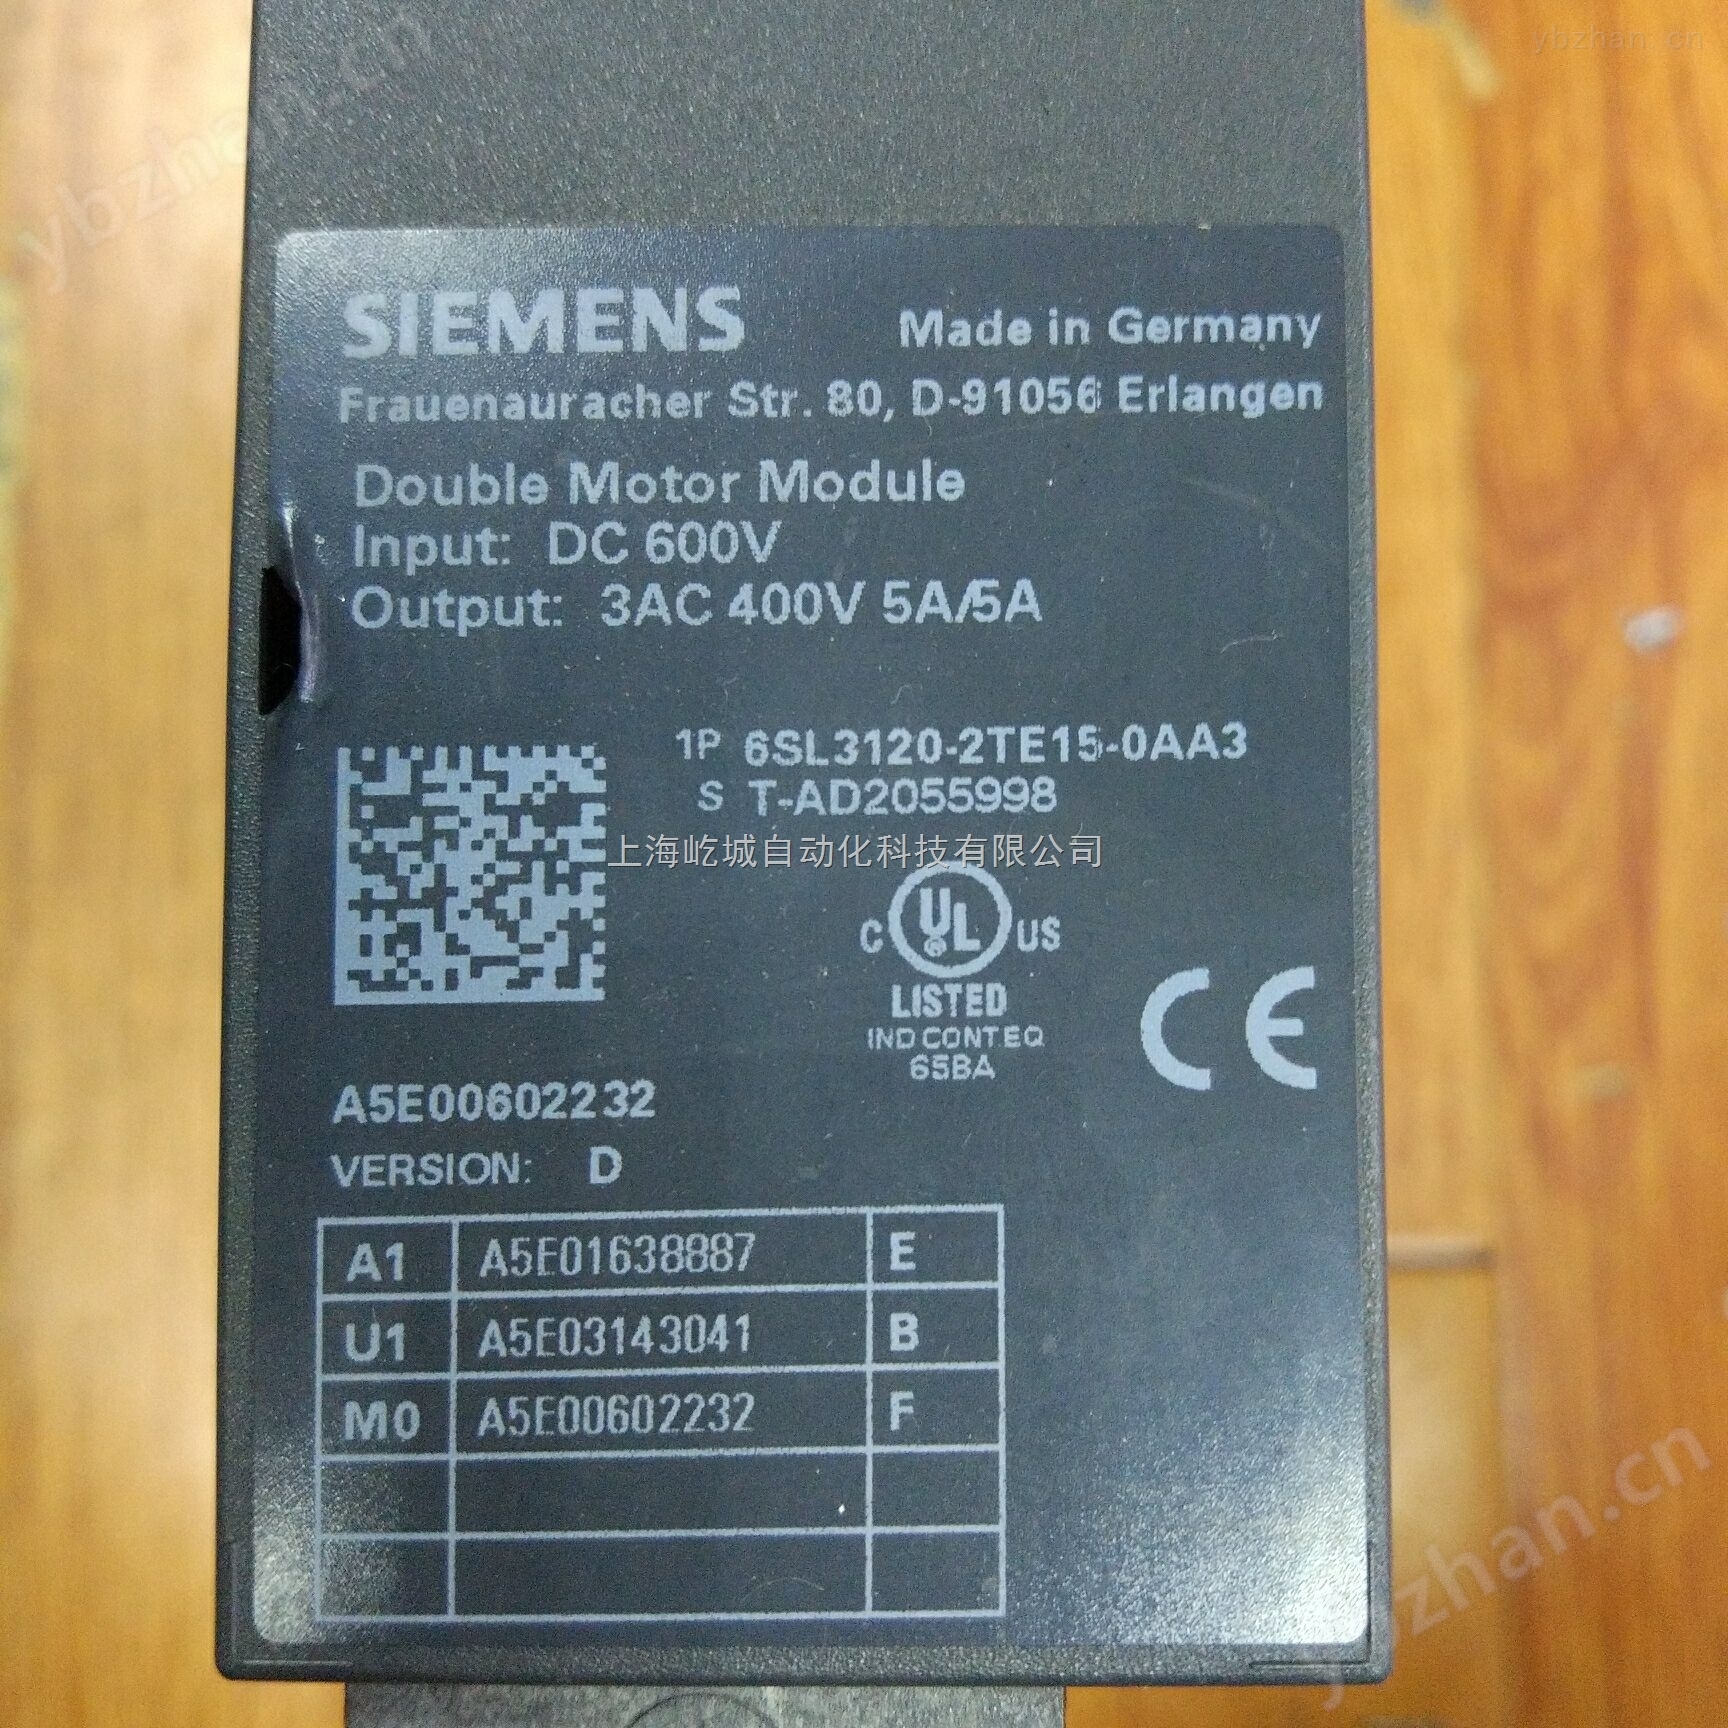 ybzhan.cn
ybzhan.cn
SIEMENS
Made in Germany
Frauenauracher Str. 80, D-91056 Erlangen
Double Motor Module
Input: DC 600V
Output: 3AC 400V 5A/5A
1P 6SL3120-2TE15-0AA3
S T-AD2055998
上海屹城自动化科技有限公司
C UL ® US
LISTED
IND CONT.EQ
65BA
CE
A5E00602232
VERSION: D
A1 A5E01638887 E
U1 A5E03143041 B
M0 A5E00602232 F
ybzhan.cn